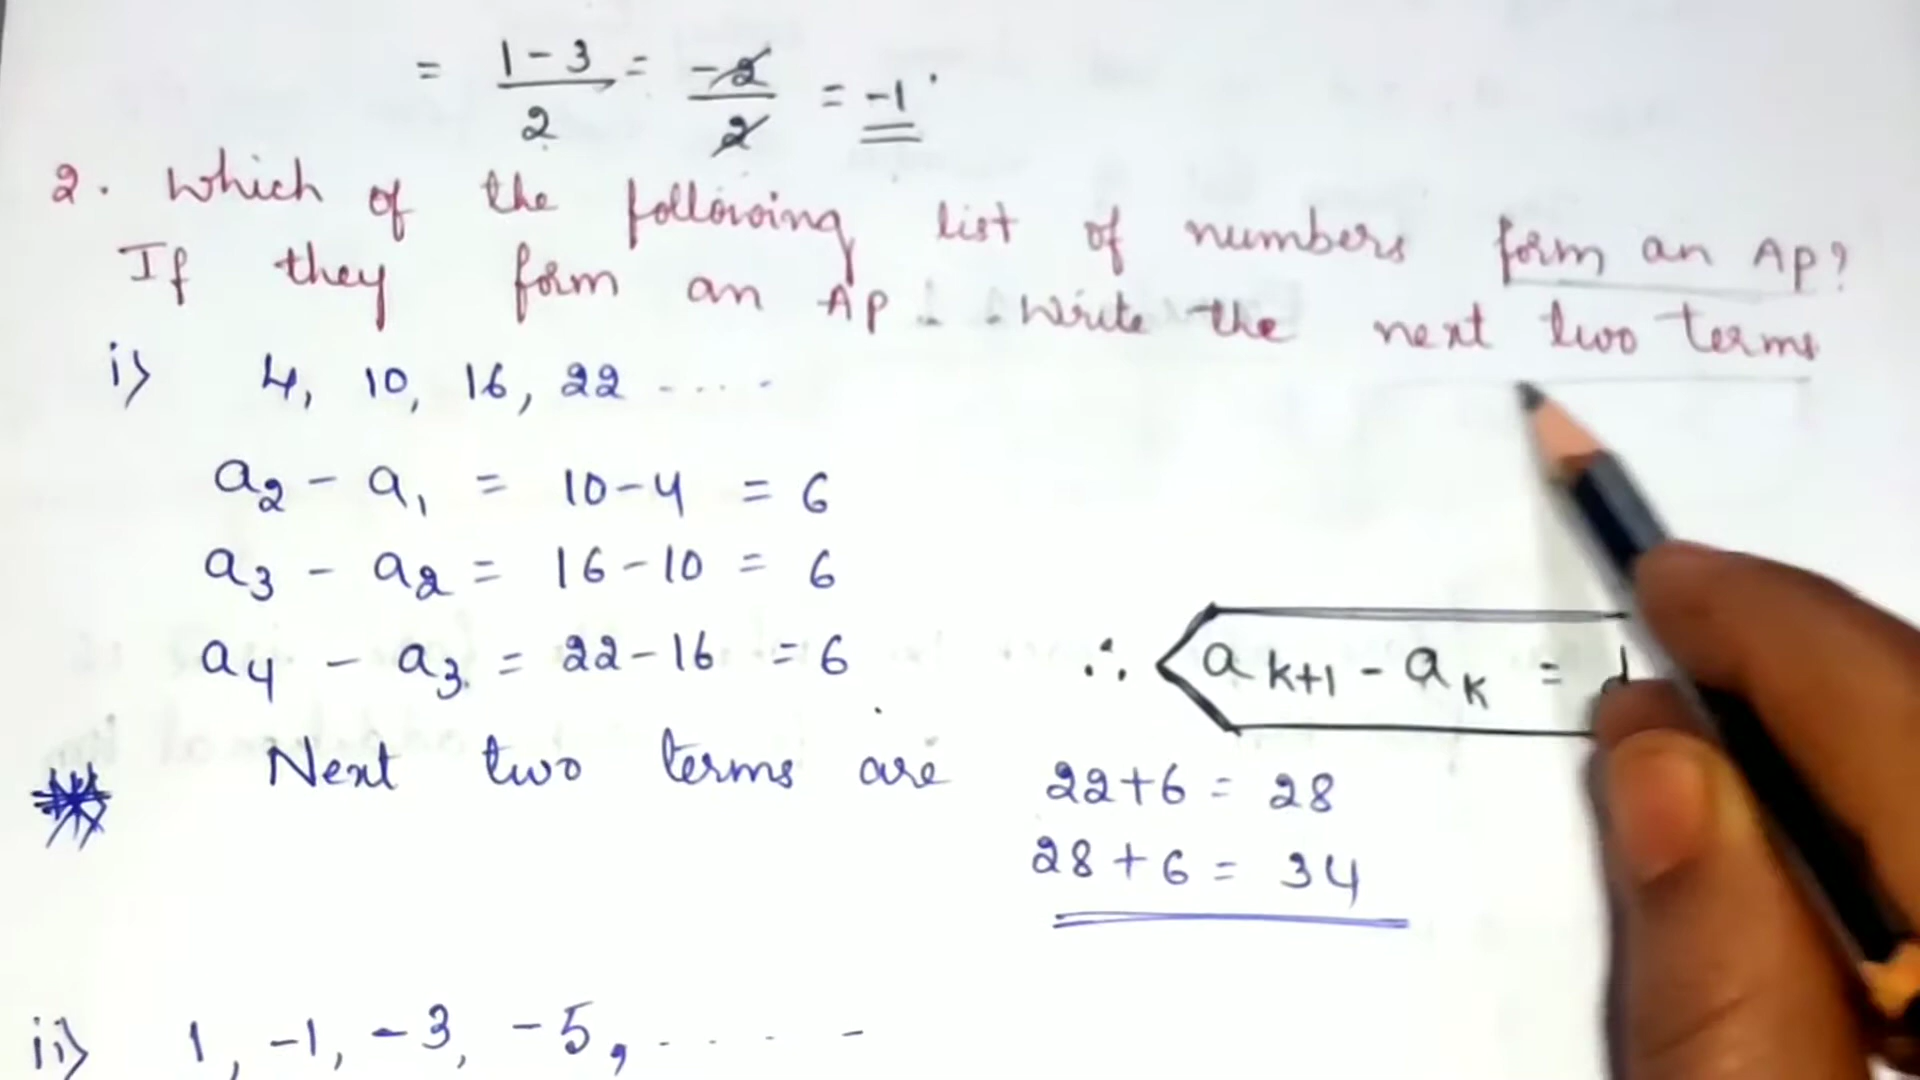 = 1-3/2 = -2/2 = -1.
2. Which of the following list of numbers form an AP?
If they form an AP. Write the next two terms
i) 4, 10, 16, 22 ....
a₂ - a₁ = 10-4 = 6
a₃ - a₂ = 16-10 = 6
a₄ - a₃ = 22-16 = 6
∴ aₖ₊₁ - aₖ = d
Next two terms are 22+6 = 28
28+6 = 34
ii) 1, -1, -3, -5, .... -